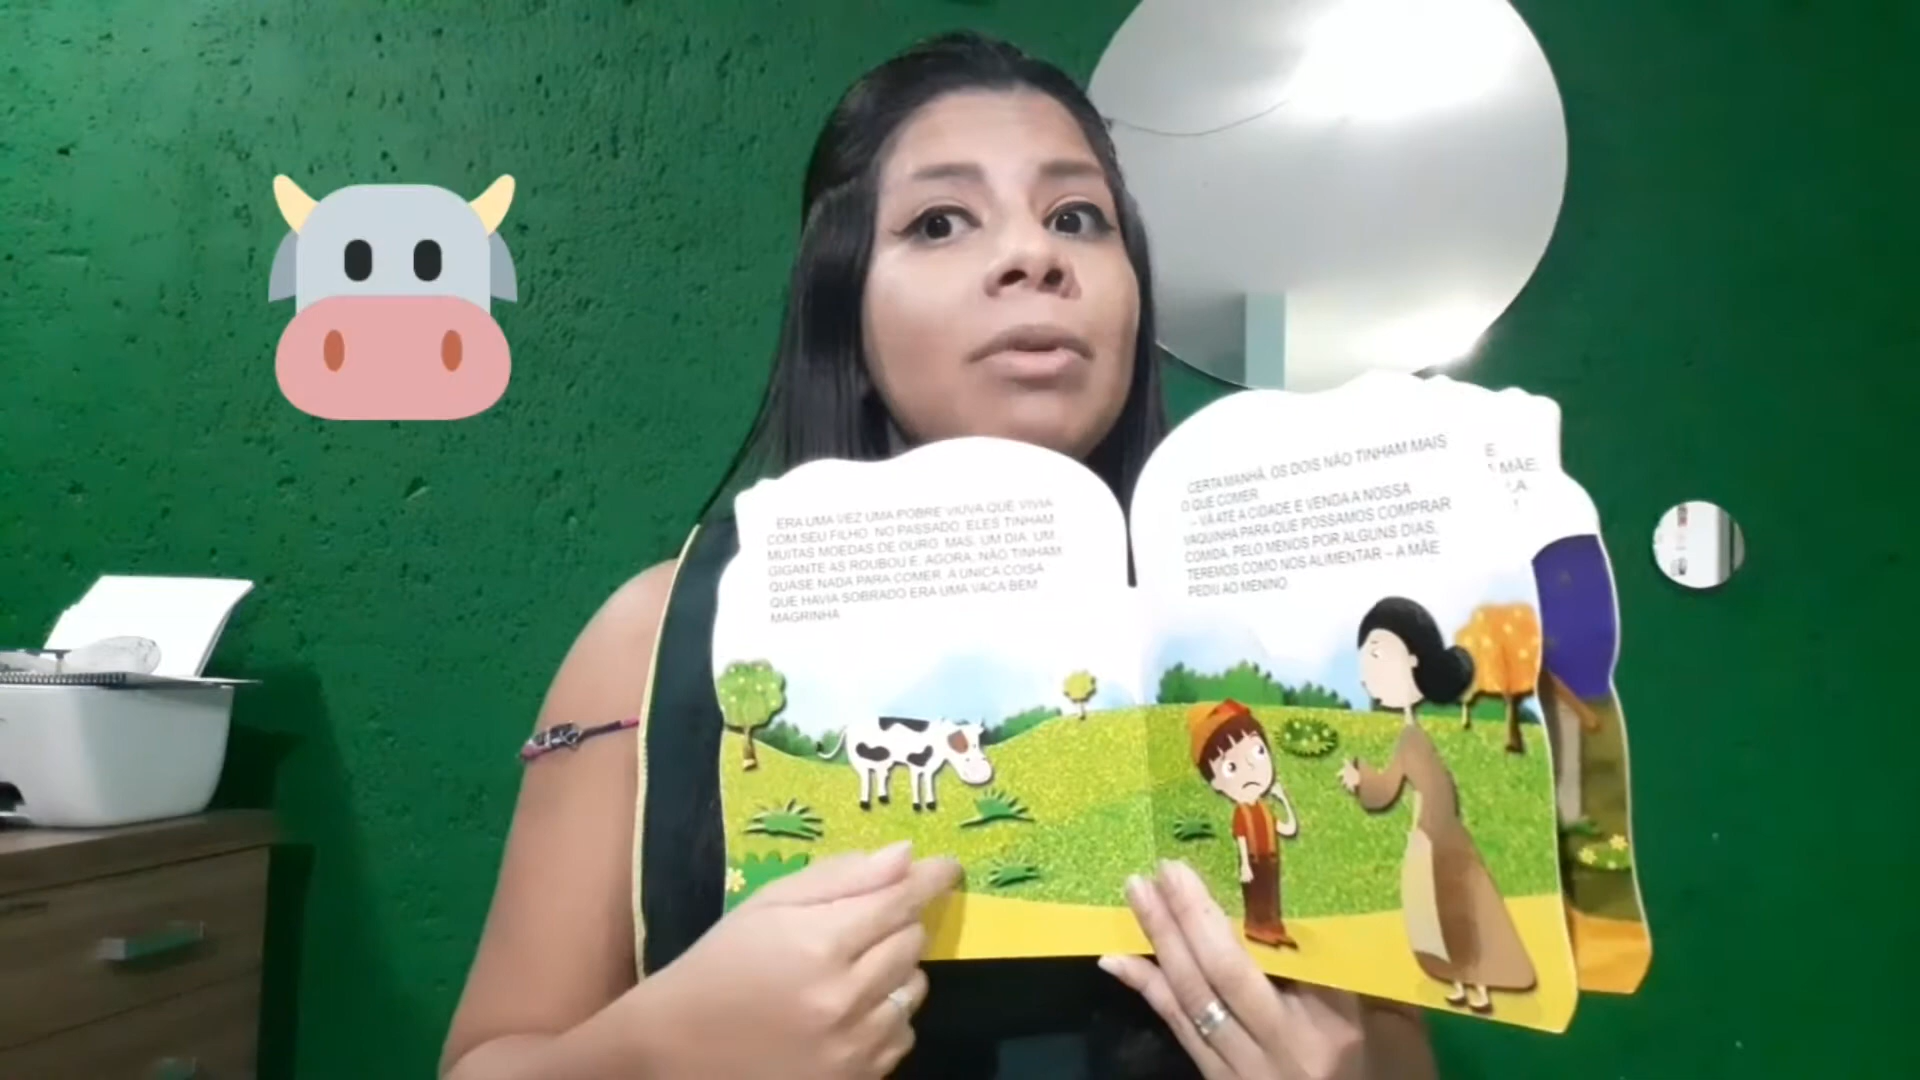 ERA UMA VEZ UMA POBRE VIÚVA QUE VIVIA
COM SEU FILHO. NO PASSADO, ELES TINHAM
MUITAS MOEDAS DE OURO. MAS, UM DIA, UM
GIGANTE AS ROUBOU E, AGORA, NÃO TINHAM
QUASE NADA PARA COMER. A ÚNICA COISA
QUE HAVIA SOBRADO ERA UMA VACA BEM
MAGRINHA.
CERTA MANHÃ, OS DOIS NÃO TINHAM MAIS
O QUE COMER.
– VÁ ATÉ A CIDADE E VENDA A NOSSA
VAQUINHA PARA QUE POSSAMOS COMPRAR
COMIDA. PELO MENOS POR ALGUNS DIAS,
TEREMOS COMO NOS ALIMENTAR – A MÃE
PEDIU AO MENINO.
MÃE,